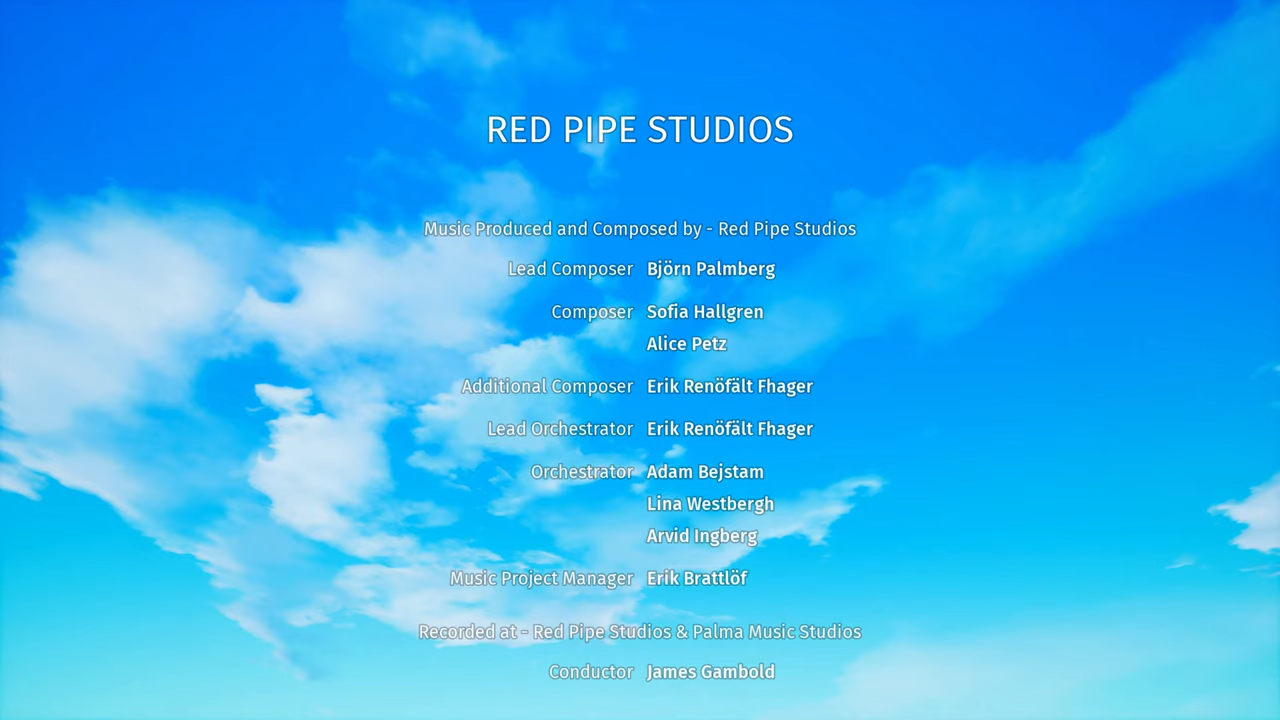 RED PIPE STUDIOS
Music Produced and Composed by - Red Pipe Studios
Lead Composer Björn Palmberg
Composer Sofia Hallgren
Alice Petz
Additional Composer Erik Renöfält Fhager
Lead Orchestrator Erik Renöfält Fhager
Orchestrator Adam Bejstam
Lina Westbergh
Arvid Ingberg
Music Project Manager Erik Brattlöf
Recorded at - Red Pipe Studios & Palma Music Studios
Conductor James Gambold